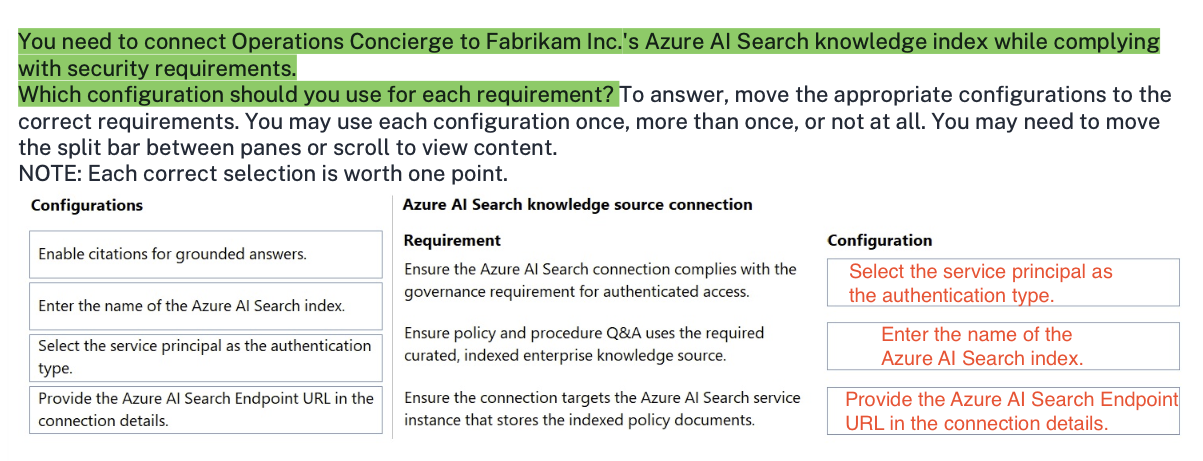 You need to connect Operations Concierge to Fabrikam Inc.'s Azure AI Search knowledge index while complying
with security requirements.
Which configuration should you use for each requirement? To answer, move the appropriate configurations to the
correct requirements. You may use each configuration once, more than once, or not at all. You may need to move
the split bar between panes or scroll to view content.
NOTE: Each correct selection is worth one point.
Configurations
Enable citations for grounded answers.
Enter the name of the Azure AI Search index.
Select the service principal as the authentication
type.
Provide the Azure AI Search Endpoint URL in the
connection details.
Azure AI Search knowledge source connection
Requirement
Configuration
Ensure the Azure AI Search connection complies with the
governance requirement for authenticated access.
Select the service principal as
the authentication type.
Ensure policy and procedure Q&A uses the required
curated, indexed enterprise knowledge source.
Enter the name of the
Azure AI Search index.
Ensure the connection targets the Azure AI Search service
instance that stores the indexed policy documents.
Provide the Azure AI Search Endpoint
URL in the connection details.